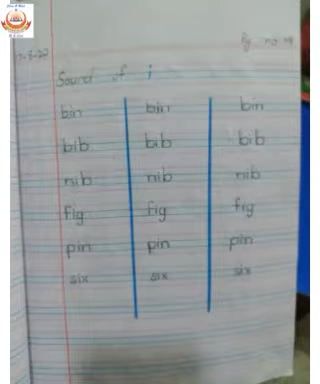 Sound of i
bin bin bin
bib bib bib
nib nib nib
fig fig fig
pin pin pin
six six six